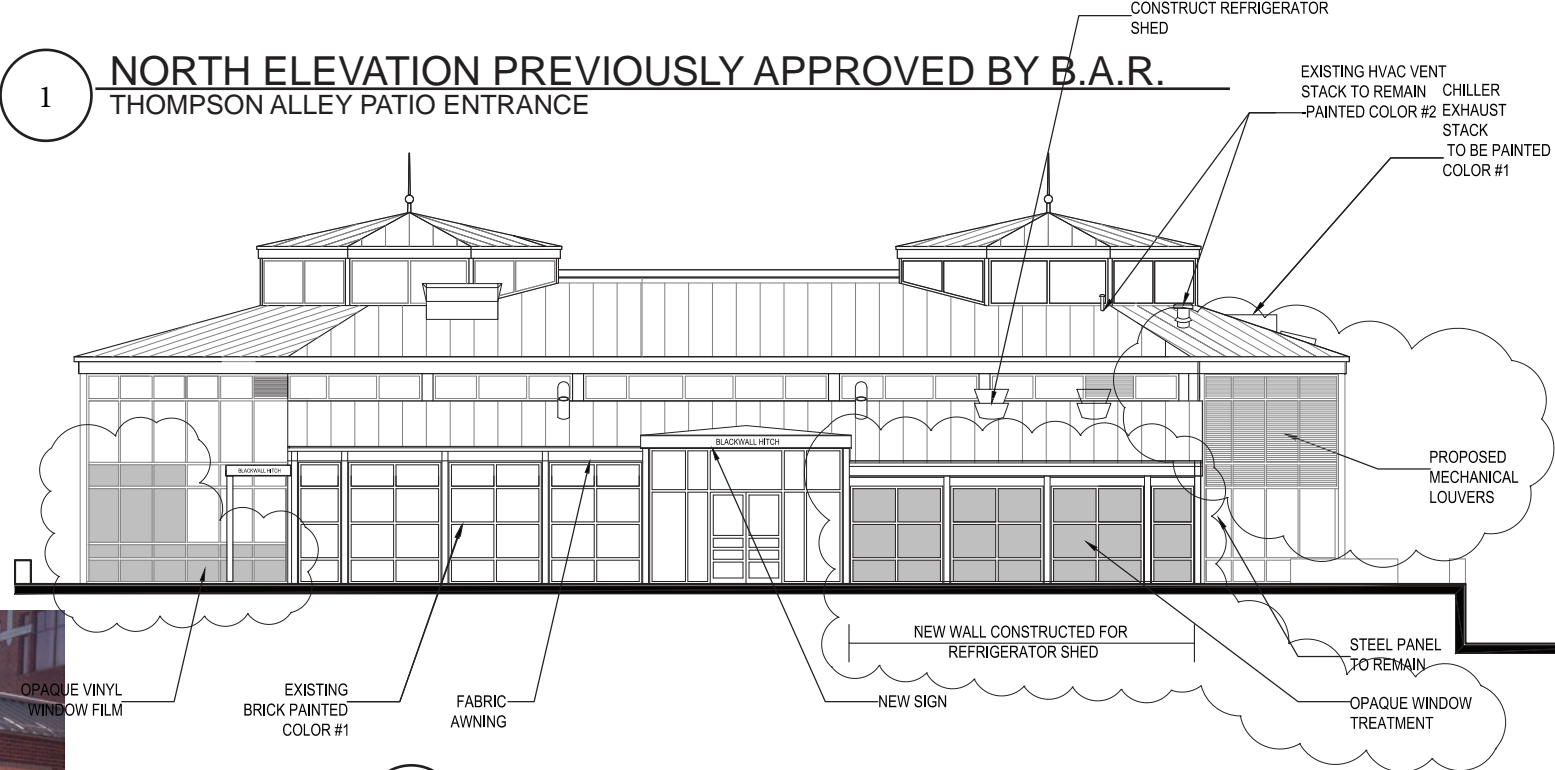 CONSTRUCT REFRIGERATOR
SHED
1
NORTH ELEVATION PREVIOUSLY APPROVED BY B.A.R.
THOMPSON ALLEY PATIO ENTRANCE
EXISTING HVAC VENT
STACK TO REMAIN
PAINTED COLOR #2
CHILLER
EXHAUST
STACK
TO BE PAINTED
COLOR #1
BLACKWALL HITCH
BLACKWALL HITCH
PROPOSED
MECHANICAL
LOUVERS
NEW WALL CONSTRUCTED FOR
REFRIGERATOR SHED
STEEL PANEL
TO REMAIN
OPAQUE VINYL
WINDOW FILM
EXISTING
BRICK PAINTED
COLOR #1
FABRIC
AWNING
NEW SIGN
OPAQUE WINDOW
TREATMENT